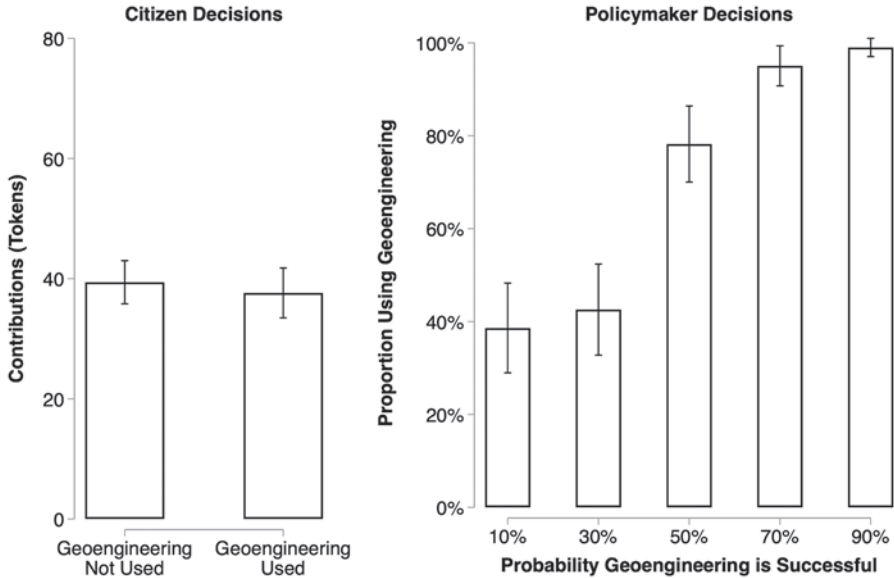 Citizen Decisions
Contributions (Tokens)
80
60
40
20
0
Geoengineering
Not Used
Geoengineering
Used
Policymaker Decisions
Proportion Using Geoengineering
100%
80%
60%
40%
20%
0%
10%
30%
50%
70%
90%
Probability Geoengineering is Successful